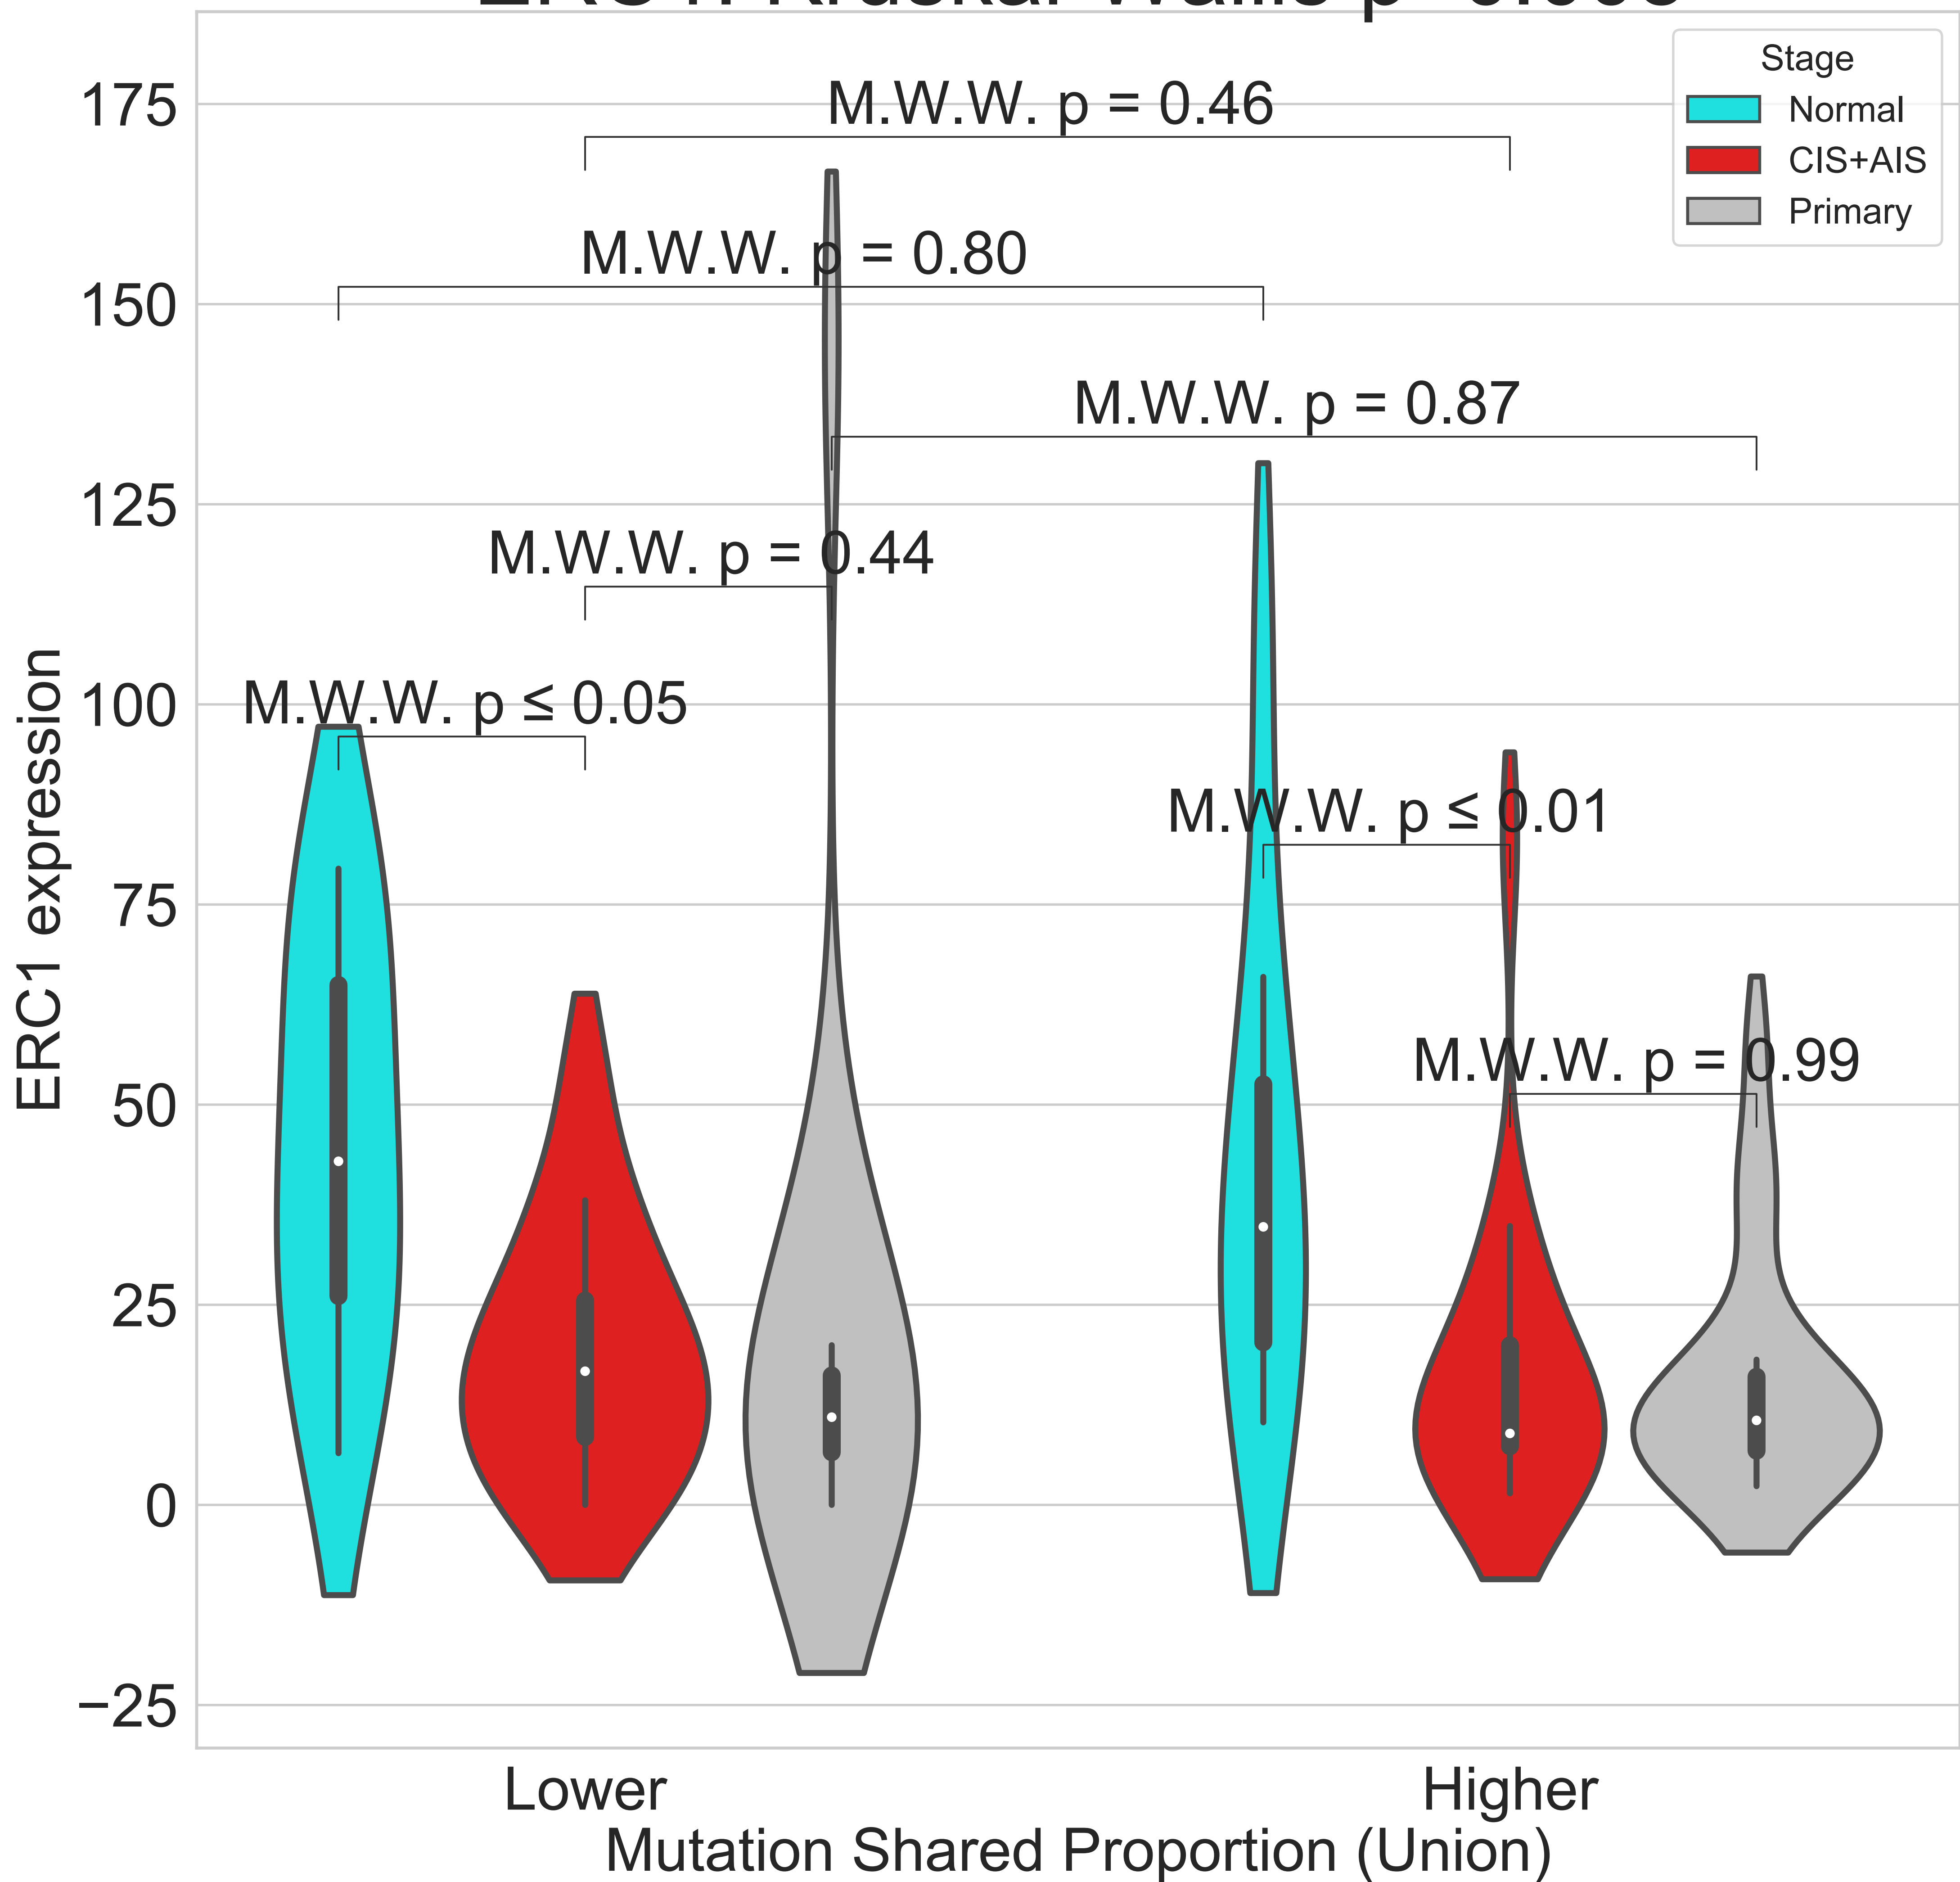 Stage
Normal
CIS+AIS
Primary
175
150
125
100
75
50
25
0
−25
ERC1 expression
M.W.W. p = 0.46
M.W.W. p = 0.80
M.W.W. p = 0.87
M.W.W. p = 0.44
M.W.W. p ≤ 0.05
M.W.W. p ≤ 0.01
M.W.W. p = 0.99
Lower
Higher
Mutation Shared Proportion (Union)